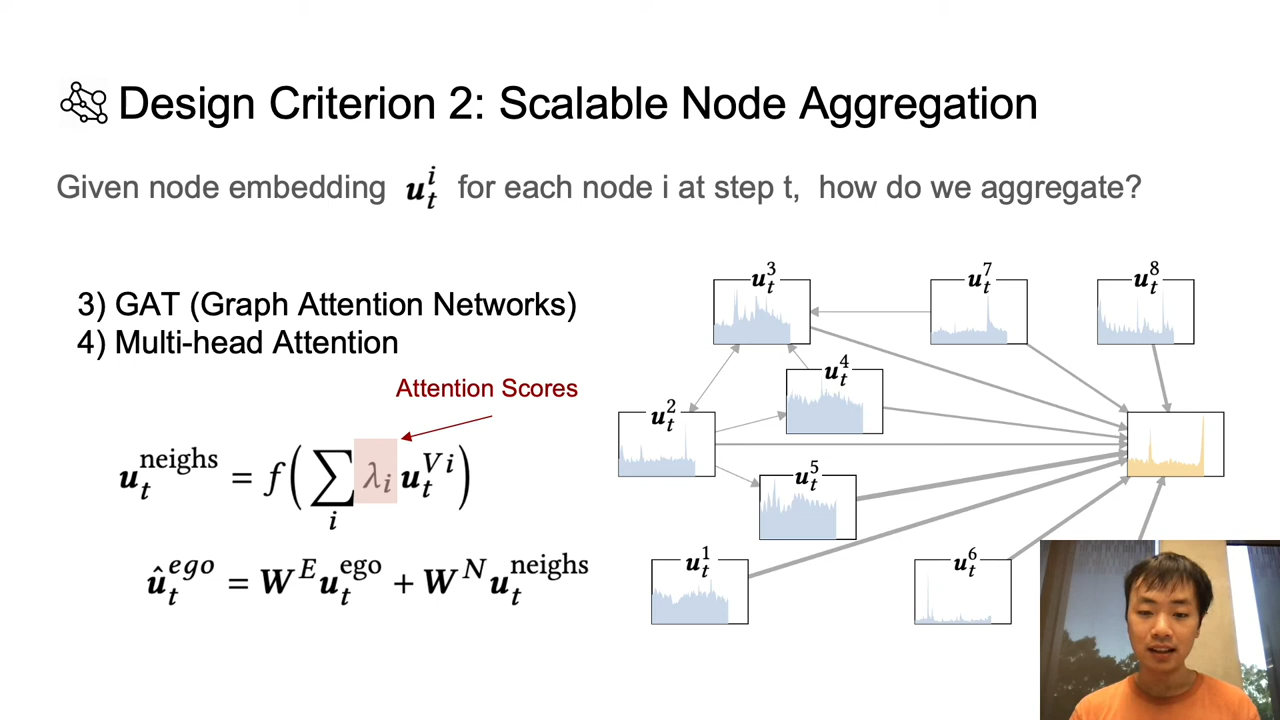 Design Criterion 2: Scalable Node Aggregation
Given node embedding u_t^i for each node i at step t, how do we aggregate?
3) GAT (Graph Attention Networks)
4) Multi-head Attention
Attention Scores
u_t^neighs = f(∑_i λ_i u_t^{Vi})
û_t^ego = W^E u_t^ego + W^N u_t^neighs
u_t^3
u_t^7
u_t^8
u_t^4
u_t^2
u_t^5
u_t^1
u_t^6